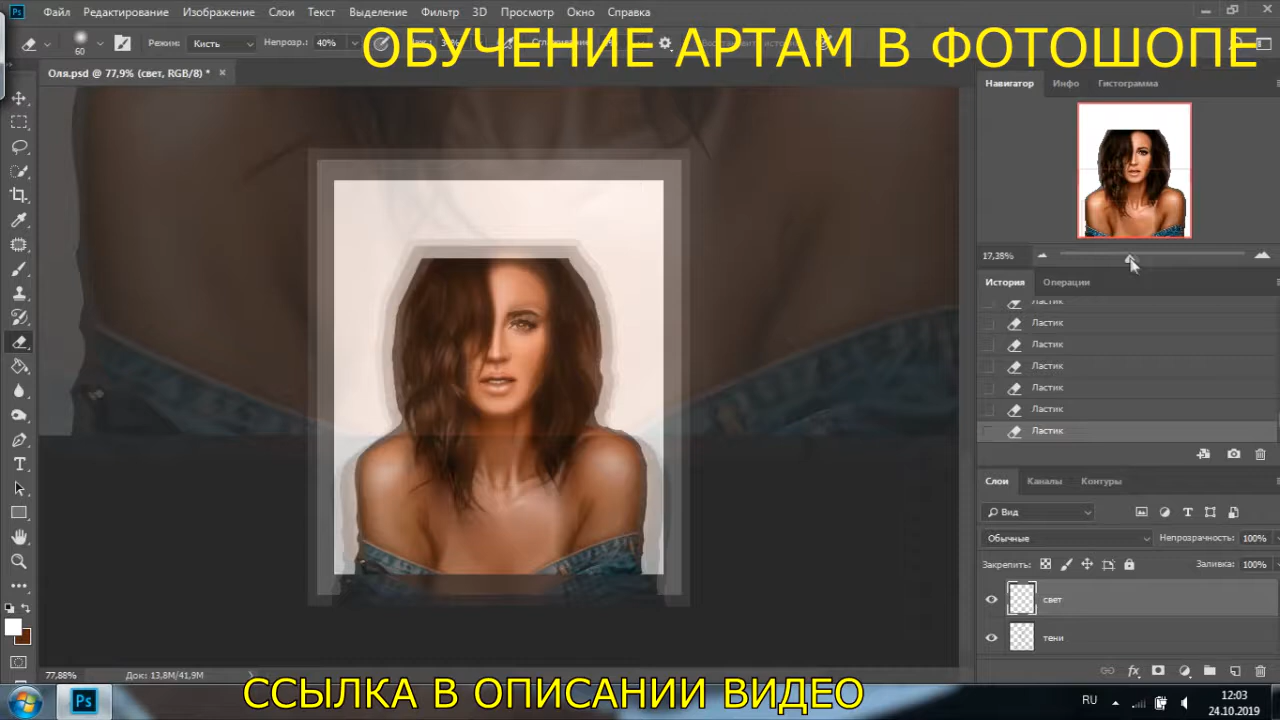 Ps Файл Редактирование Изображение Слои Текст Выделение Фильтр 3D Просмотр Окно Справка
ОБУЧЕНИЕ АРТАМ В ФОТОШОПЕ
60 Режим: Кисть Непрозр.: 40%
Оля.psd @ 77,9% (свет, RGB/8) * ×
Навигатор Инфо Гистограмма
17,38%
История Операции
Ластик
Ластик
Ластик
Ластик
Ластик
Ластик
Ластик
Слои Каналы Контуры
Вид
Обычные Непрозрачность: 100%
Закрепить: Заливка: 100%
свет
тени
77,88% Док: 13,8M/41,9M
ССЫЛКА В ОПИСАНИИ ВИДЕО
Ps
RU
12:03
24.10.2019